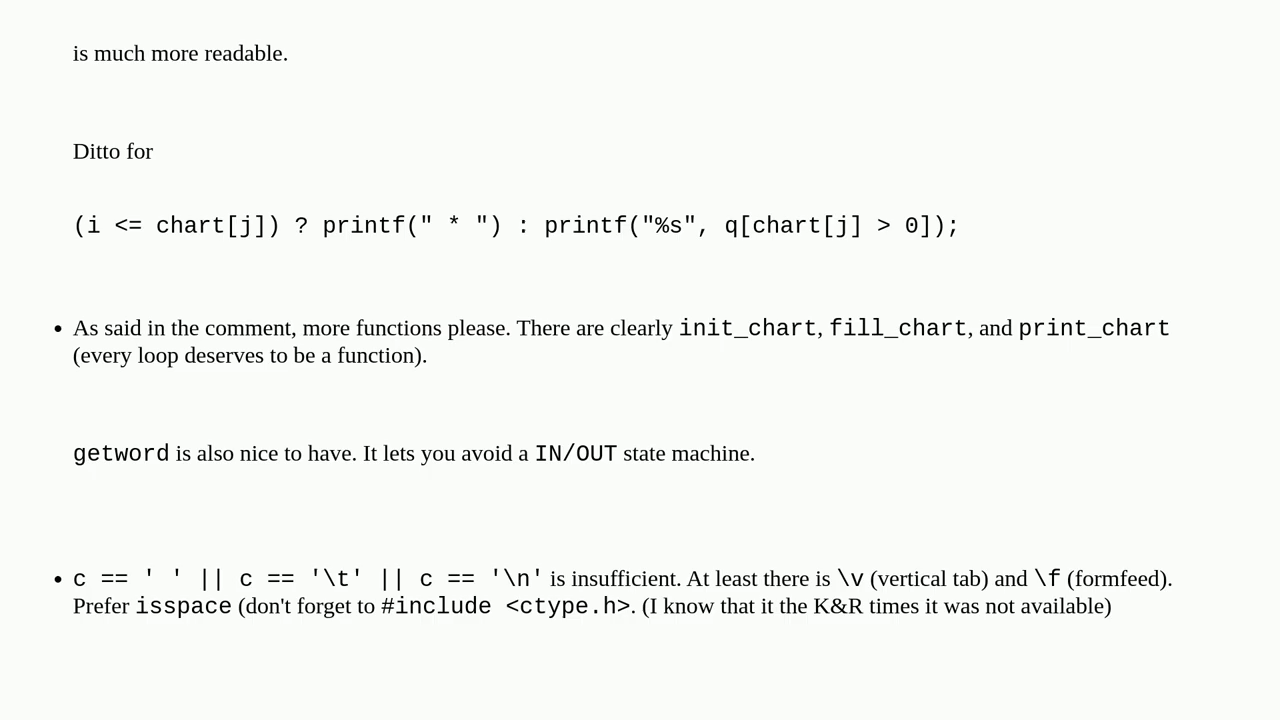 is much more readable.
Ditto for
(i <= chart[j]) ? printf(" * ") : printf("%s", q[chart[j] > 0]);
• As said in the comment, more functions please. There are clearly init_chart, fill_chart, and print_chart
(every loop deserves to be a function).
getword is also nice to have. It lets you avoid a IN/OUT state machine.
• c == ' ' || c == '\t' || c == '\n' is insufficient. At least there is \v (vertical tab) and \f (formfeed).
Prefer isspace (don't forget to #include <ctype.h>. (I know that it the K&R times it was not available)